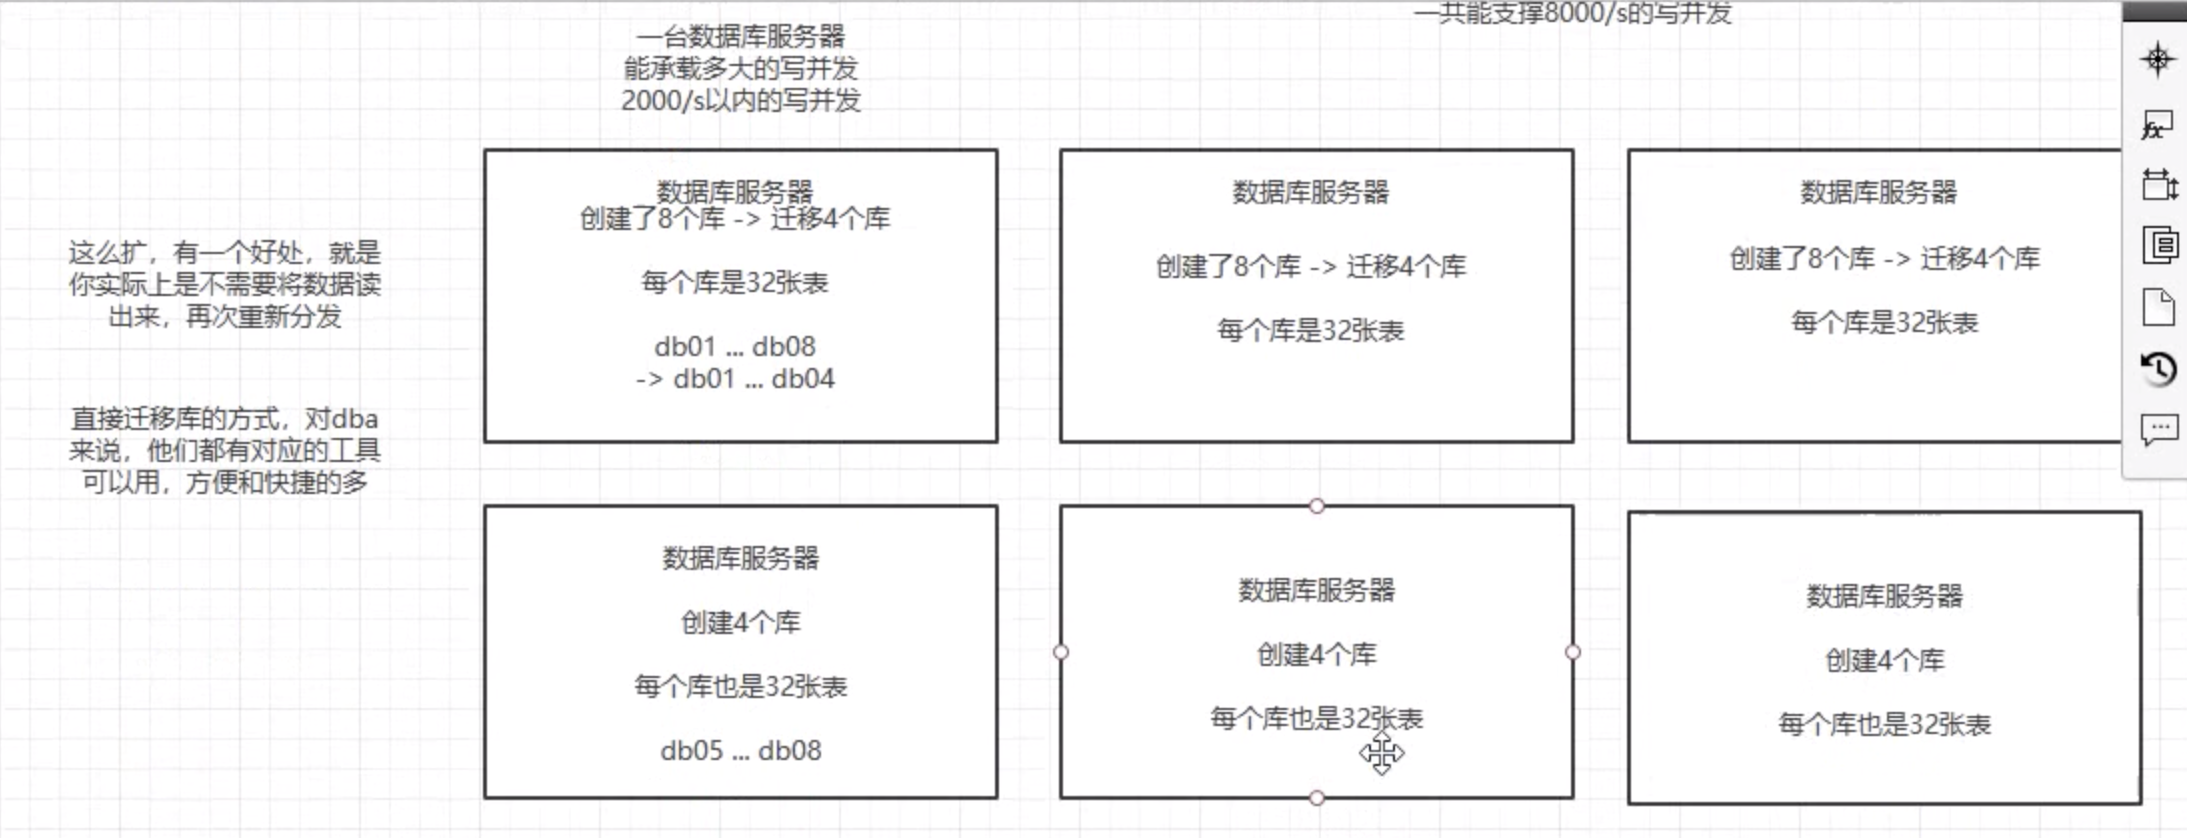 一共能支撑8000/s的写并发
一台数据库服务器
能承载多大的写并发
2000/s以内的写并发
这么扩，有一个好处，就是
你实际上是不需要将数据读
出来，再次重新分发
直接迁移库的方式，对dba
来说，他们都有对应的工具
可以用，方便和快捷的多
数据库服务器
创建了8个库 -> 迁移4个库
每个库是32张表
db01 ... db08
-> db01 ... db04
数据库服务器
创建了8个库 -> 迁移4个库
每个库是32张表
数据库服务器
创建了8个库 -> 迁移4个库
每个库是32张表
数据库服务器
创建4个库
每个库也是32张表
db05 ... db08
数据库服务器
创建4个库
每个库也是32张表
数据库服务器
创建4个库
每个库也是32张表
fx